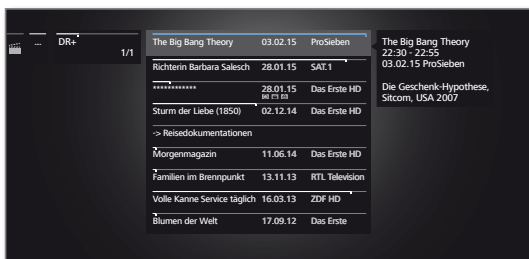 ...
DR+
1/1
The Big Bang Theory 03.02.15 ProSieben
Richterin Barbara Salesch 28.01.15 SAT.1
************ 28.01.15 Das Erste HD
Sturm der Liebe (1850) 02.12.14 Das Erste HD
-> Reisedokumentationen
Morgenmagazin 11.06.14 Das Erste HD
Familien im Brennpunkt 13.11.13 RTL Television
Volle Kanne Service täglich 16.03.13 ZDF HD
Blumen der Welt 17.09.12 Das Erste
The Big Bang Theory
22:30 - 22:55
03.02.15 ProSieben
Die Geschenk-Hypothese,
Sitcom, USA 2007